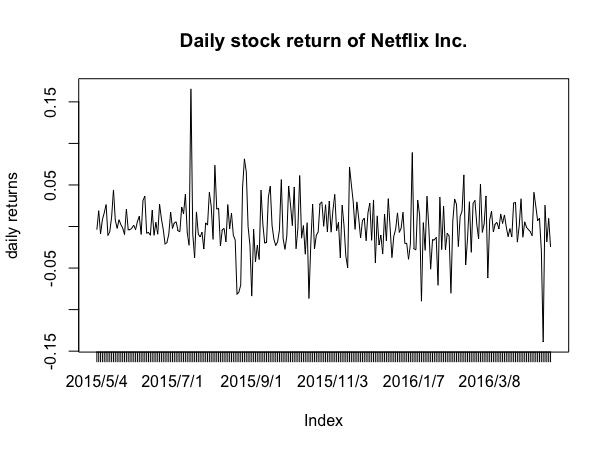 Daily stock return of Netflix Inc.
daily returns
0.15
0.05
-0.05
-0.15
2015/5/4 2015/7/1 2015/9/1 2015/11/3 2016/1/7 2016/3/8
Index